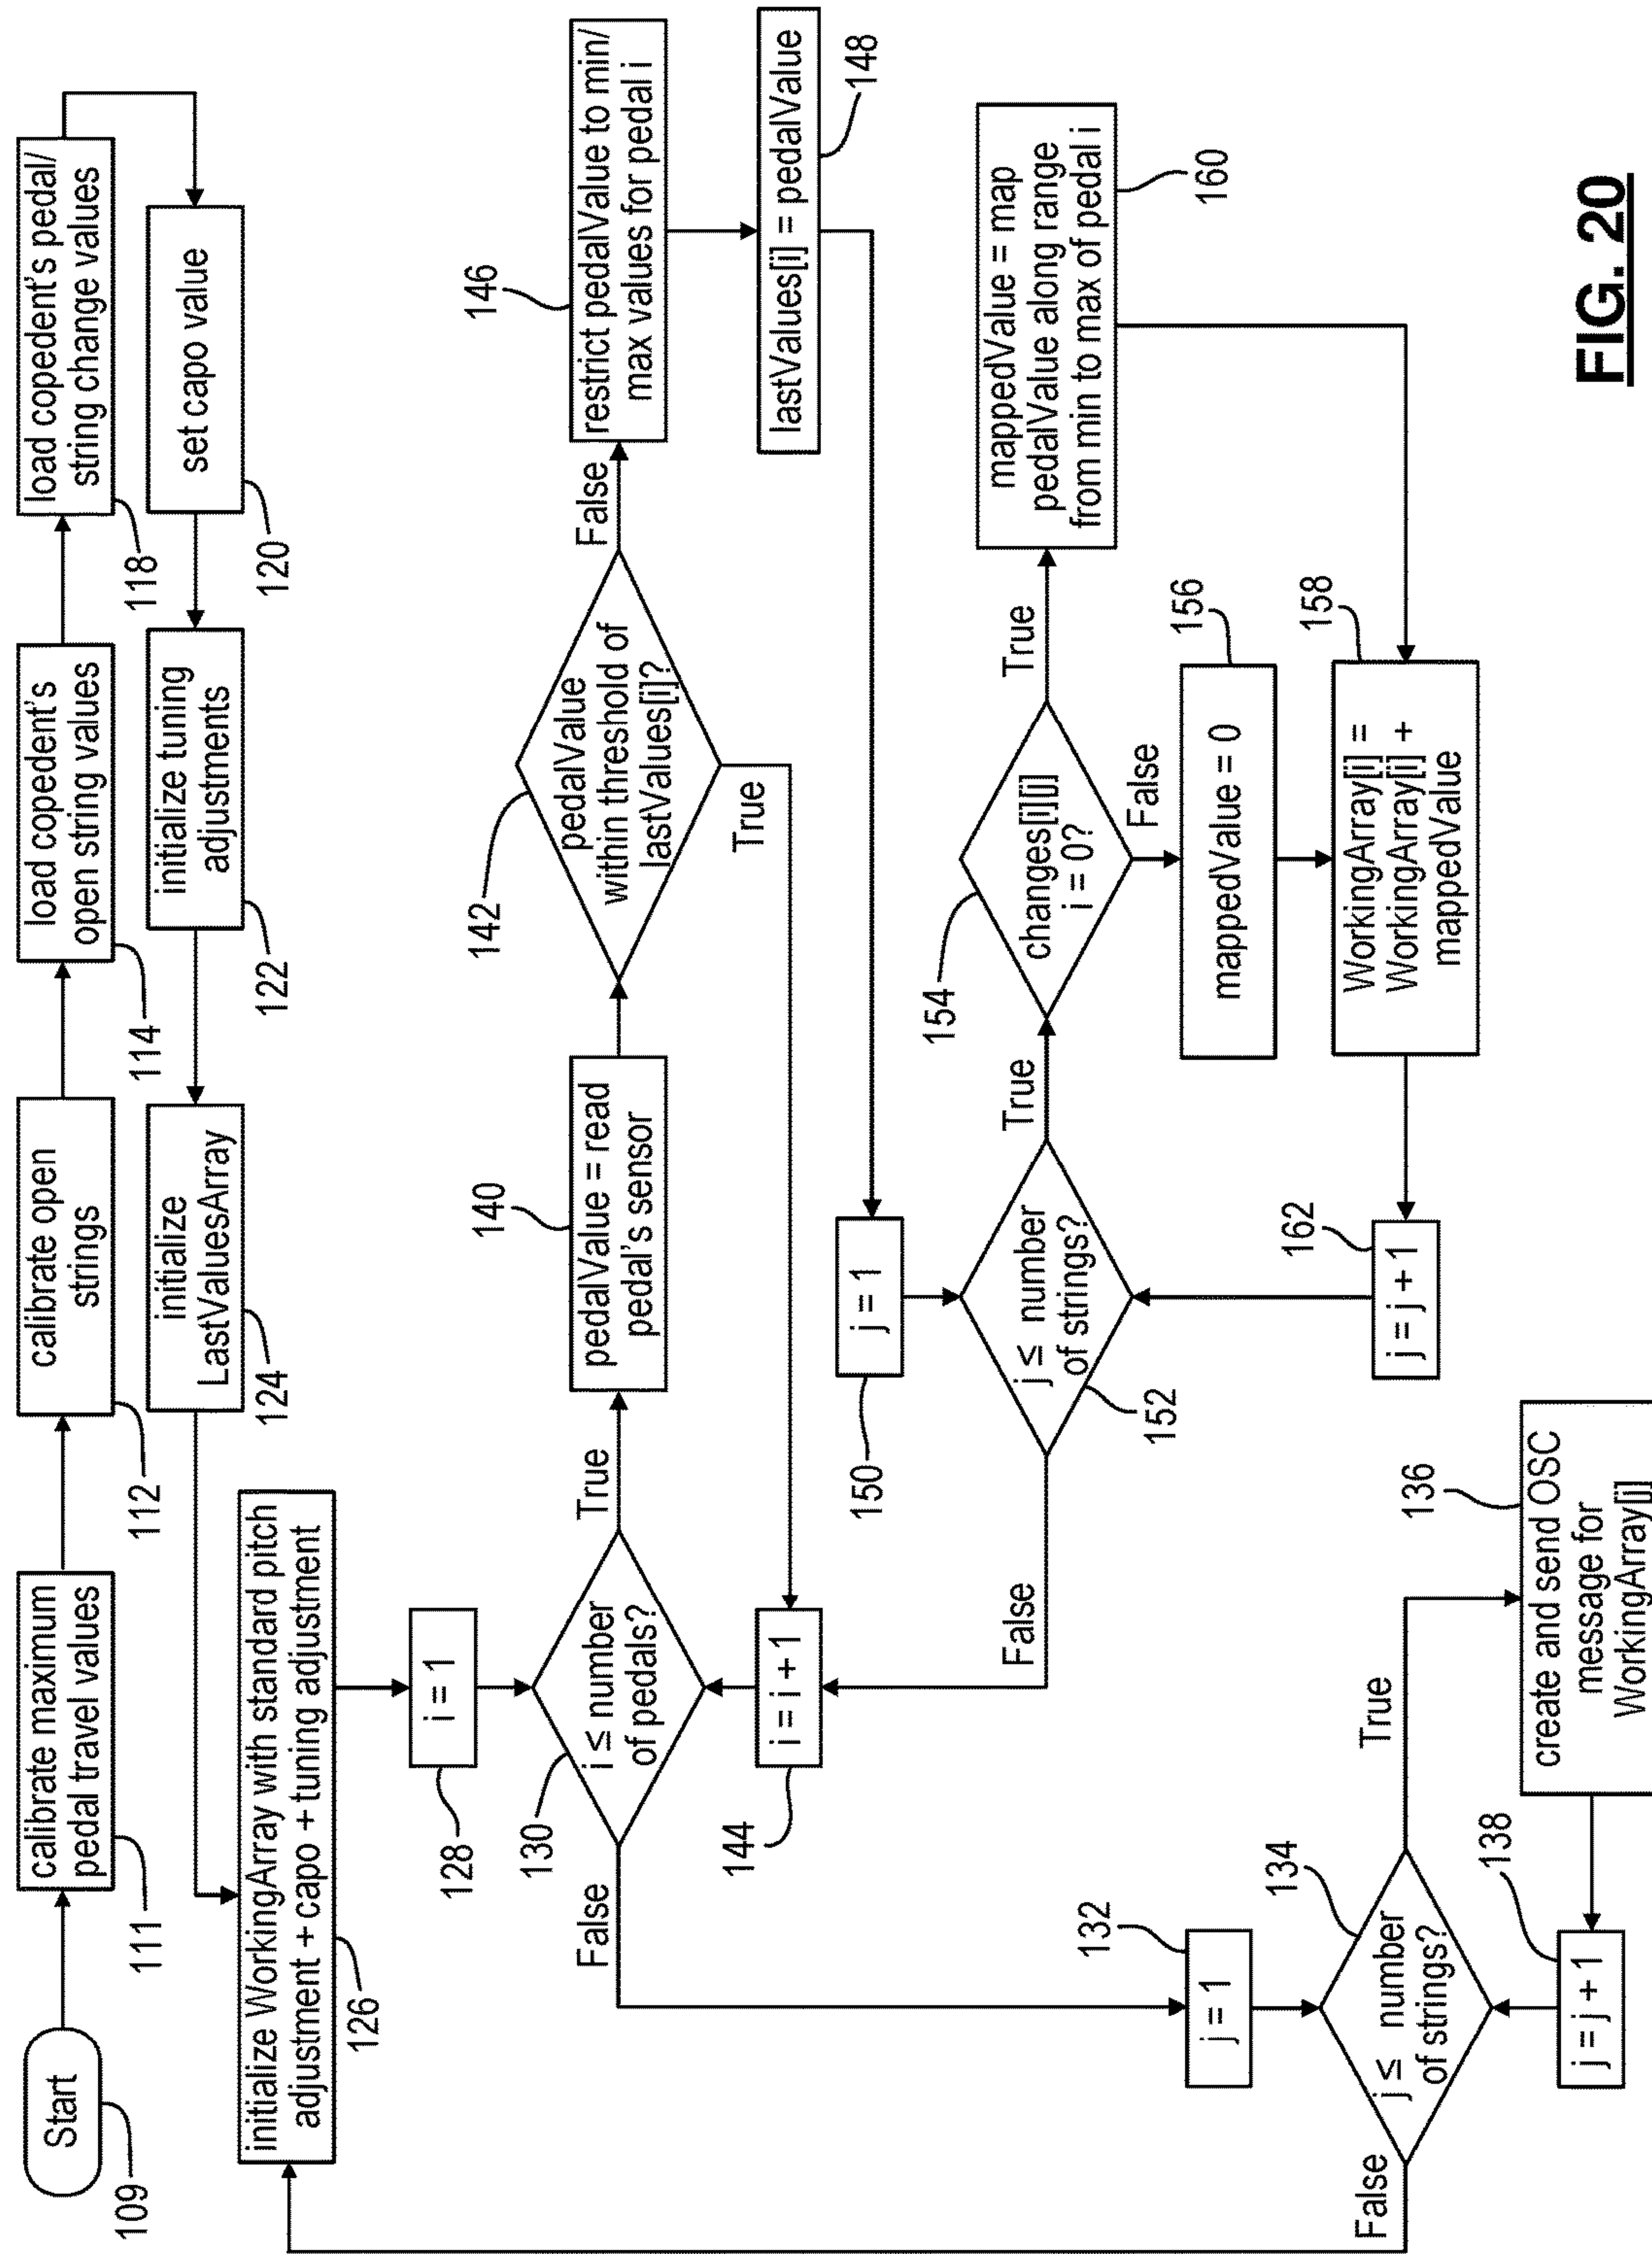 Start
109
calibrate maximum
pedal travel values
111
calibrate open
strings
112
load copedent's
open string values
114
load copedent's pedal/
string change values
118
set capo value
120
initialize tuning
adjustments
122
initialize
LastValuesArray
124
initialize WorkingArray with standard pitch
adjustment + capo + tuning adjustment
126
i = 1
128
i ≤ number
of pedals?
130
True
False
pedalValue = read
pedal's sensor
140
pedalValue
within threshold of
lastValues[i]?
142
False
True
restrict pedalValue to min/
max values for pedal i
146
lastValues[i] = pedalValue
148
i = i + 1
144
j = 1
150
j ≤ number
of strings?
152
True
False
changes[i][j]
i = 0?
154
True
False
mappedValue = map
pedalValue along range
from min to max of pedal i
160
mappedValue = 0
156
WorkingArray[i] =
WorkingArray[i] +
mappedValue
158
j = j + 1
162
j = 1
132
j ≤ number
of strings?
134
True
False
create and send OSC
message for
WorkingArray[j]
136
j = j + 1
138
FIG. 20